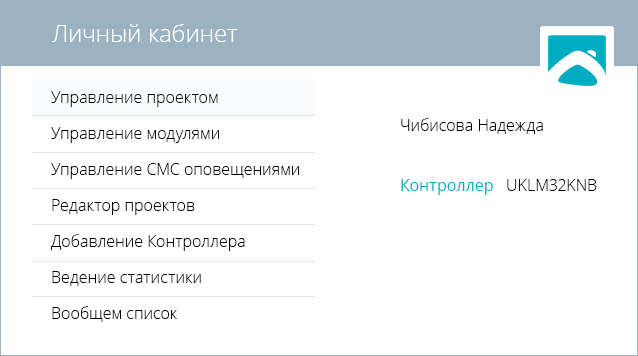 Личный кабинет
Управление проектом
Управление модулями
Управление СМС оповещениями
Редактор проектов
Добавление Контроллера
Ведение статистики
Вообщем список
Чибисова Надежда
Контроллер UKLM32KNB